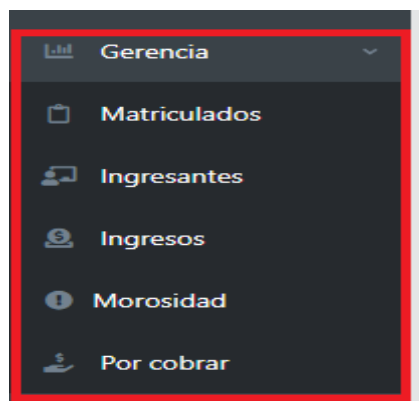 Gerencia
Matriculados
Ingresantes
Ingresos
Morosidad
Por cobrar